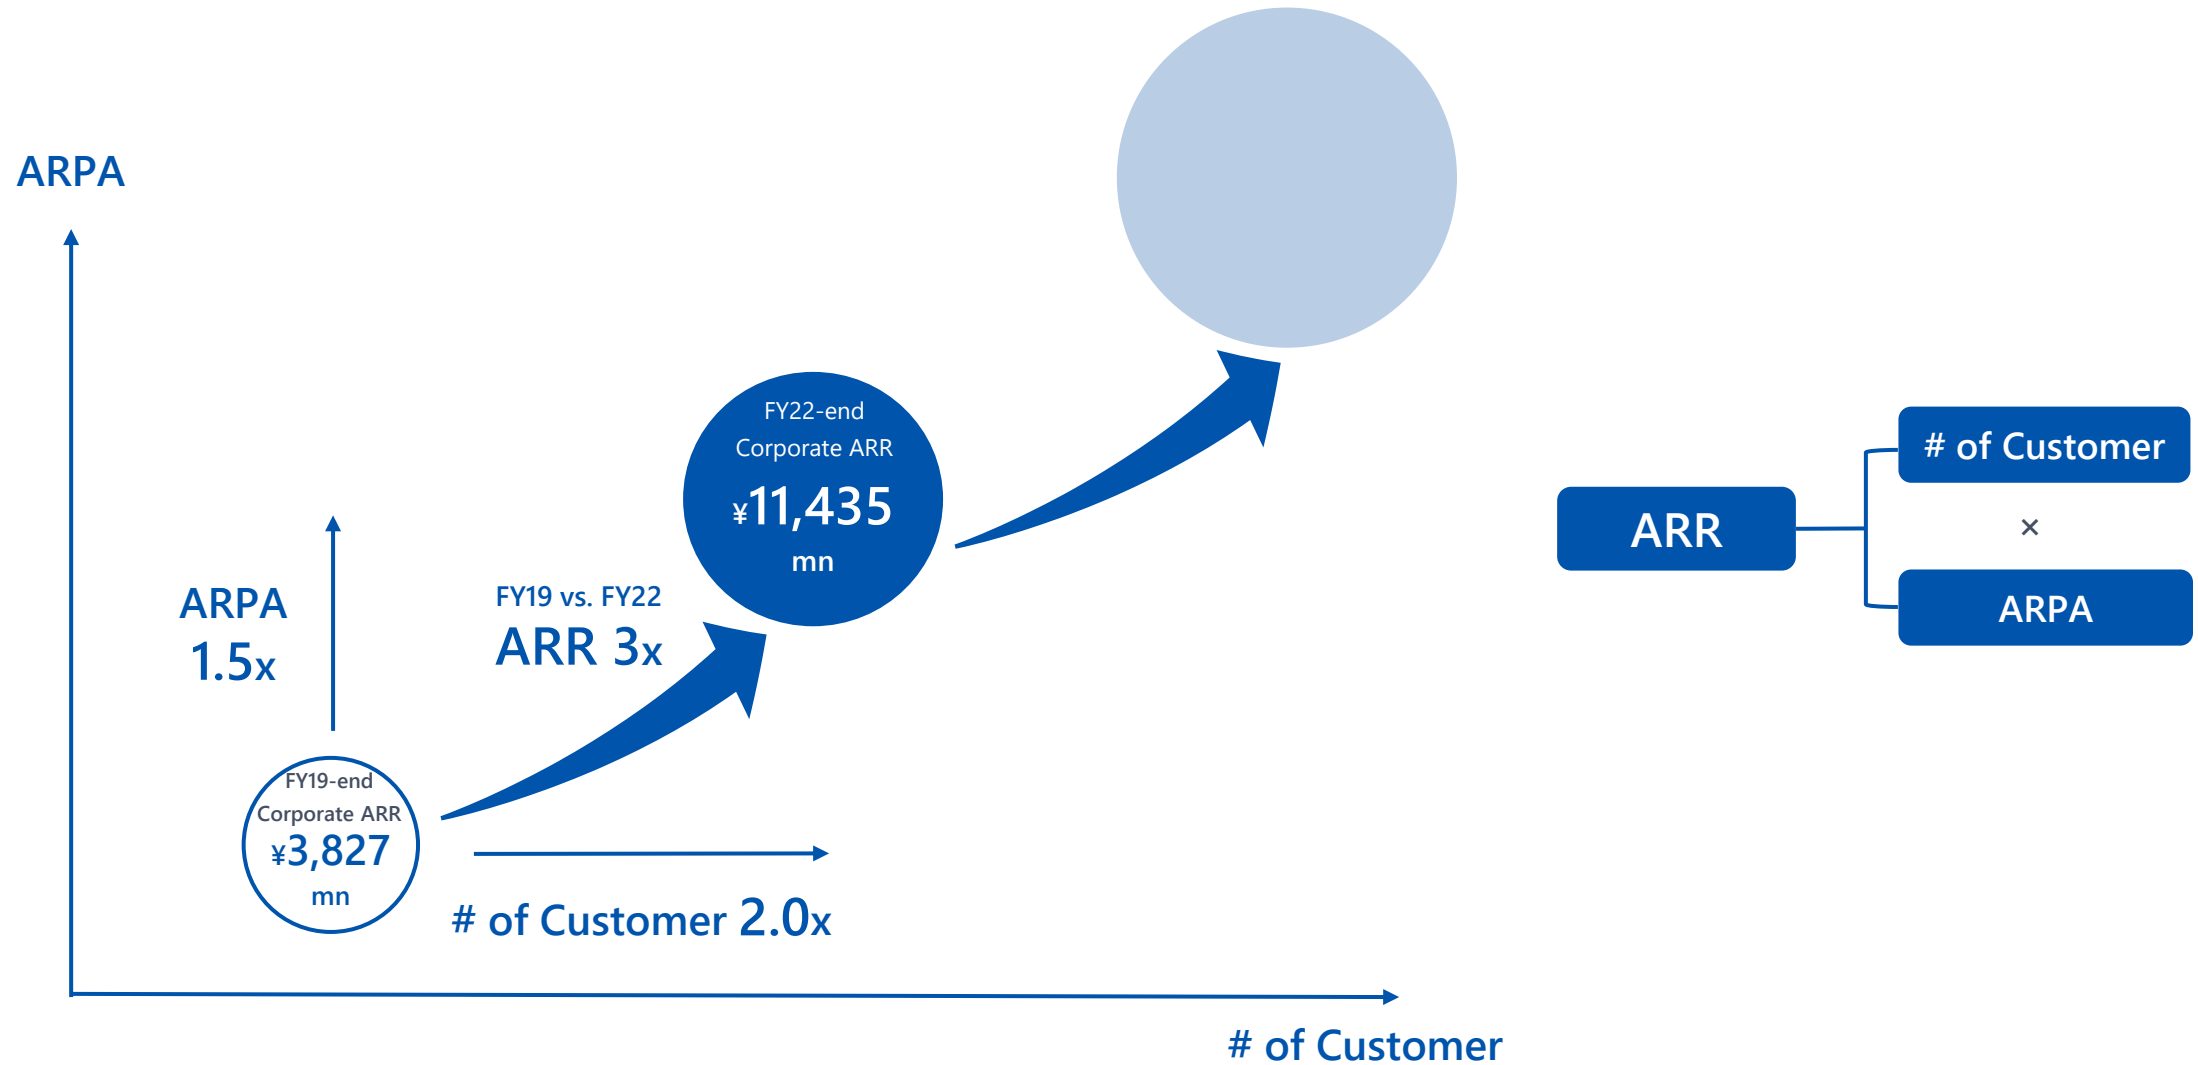 ARPA
FY22-end
Corporate ARR
¥11,435
mn
FY19 vs. FY22
ARR 3x
ARPA
1.5x
FY19-end
Corporate ARR
¥3,827
mn
# of Customer 2.0x
# of Customer
ARR
# of Customer
×
ARPA